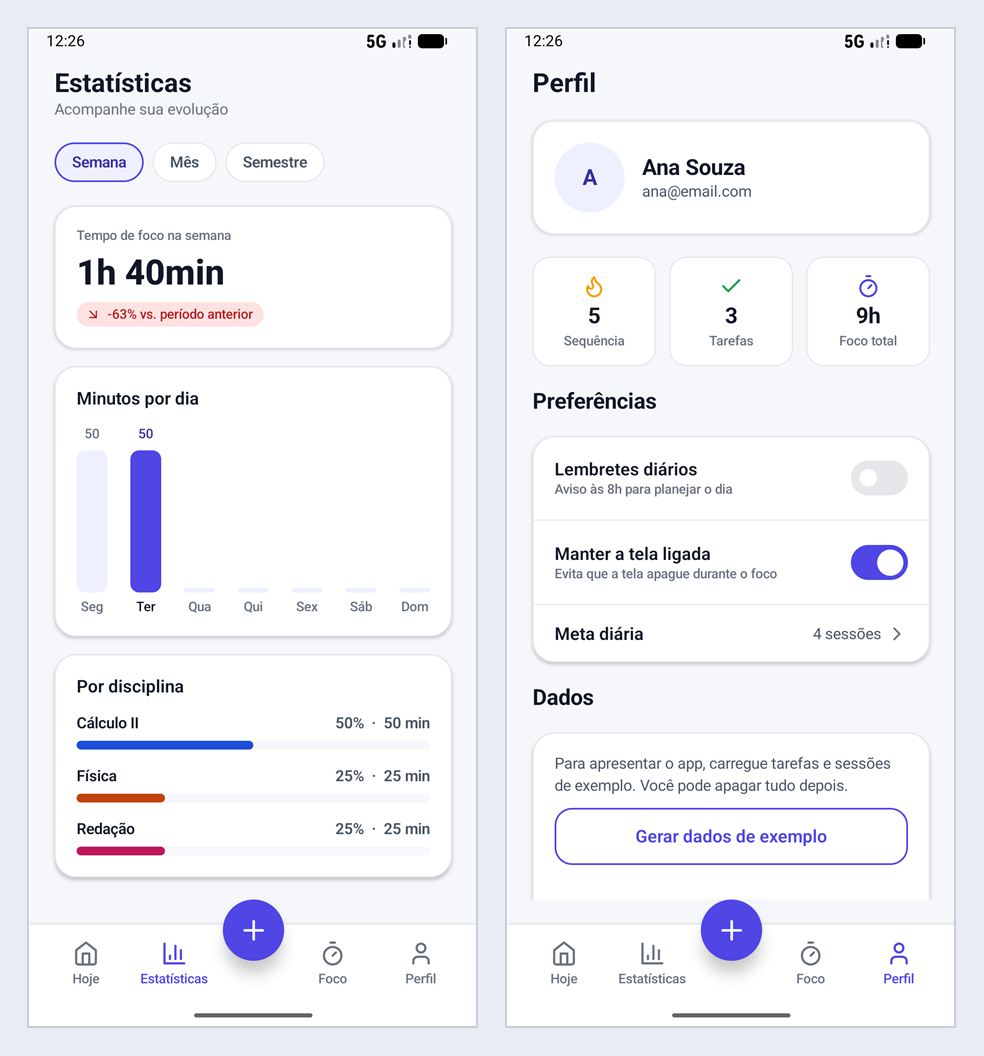 12:26
5G
Estatísticas
Acompanhe sua evolução
Semana
Mês
Semestre
Tempo de foco na semana
1h 40min
-63% vs. período anterior
Minutos por dia
50
50
Seg
Ter
Qua
Qui
Sex
Sáb
Dom
Por disciplina
Cálculo II
50% · 50 min
Física
25% · 25 min
Redação
25% · 25 min
Hoje
Estatísticas
Foco
Perfil
12:26
5G
Perfil
A
Ana Souza
ana@email.com
5
Sequência
3
Tarefas
9h
Foco total
Preferências
Lembretes diários
Aviso às 8h para planejar o dia
Manter a tela ligada
Evita que a tela apague durante o foco
Meta diária
4 sessões
Dados
Para apresentar o app, carregue tarefas e sessões
de exemplo. Você pode apagar tudo depois.
Gerar dados de exemplo
Hoje
Estatísticas
Foco
Perfil